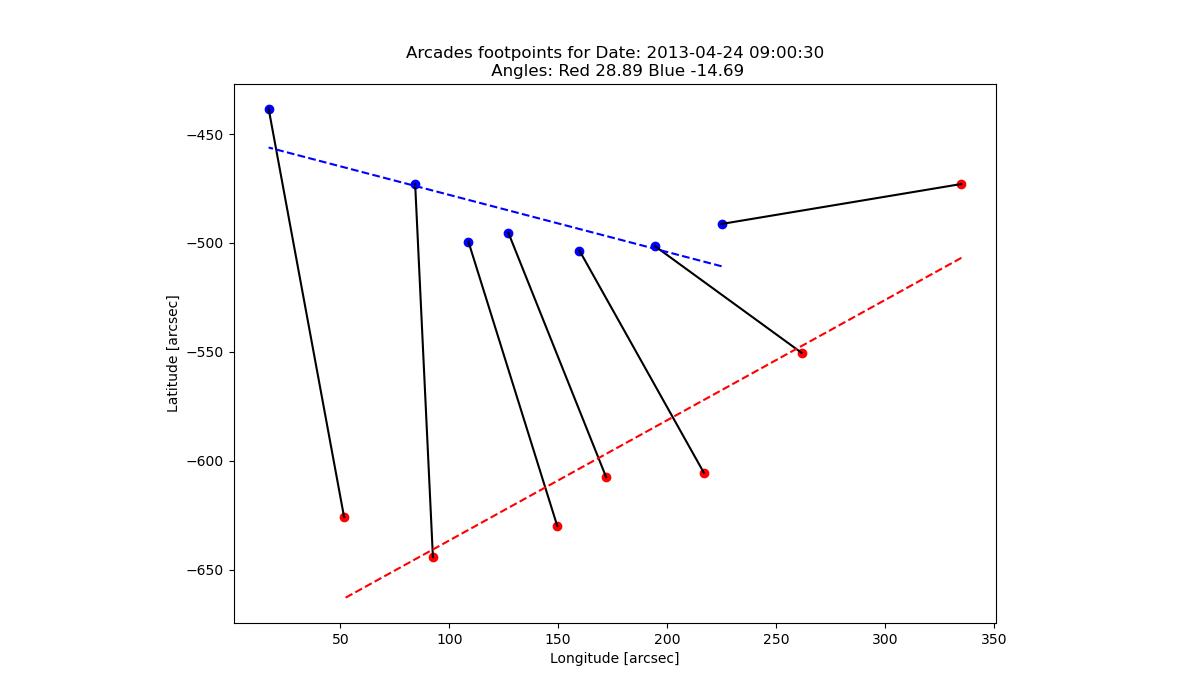 Arcades footpoints for Date: 2013-04-24 09:00:30
Angles: Red 28.89 Blue -14.69
−450
−500
−550
−600
−650
Latitude [arcsec]
50 100 150 200 250 300 350
Longitude [arcsec]